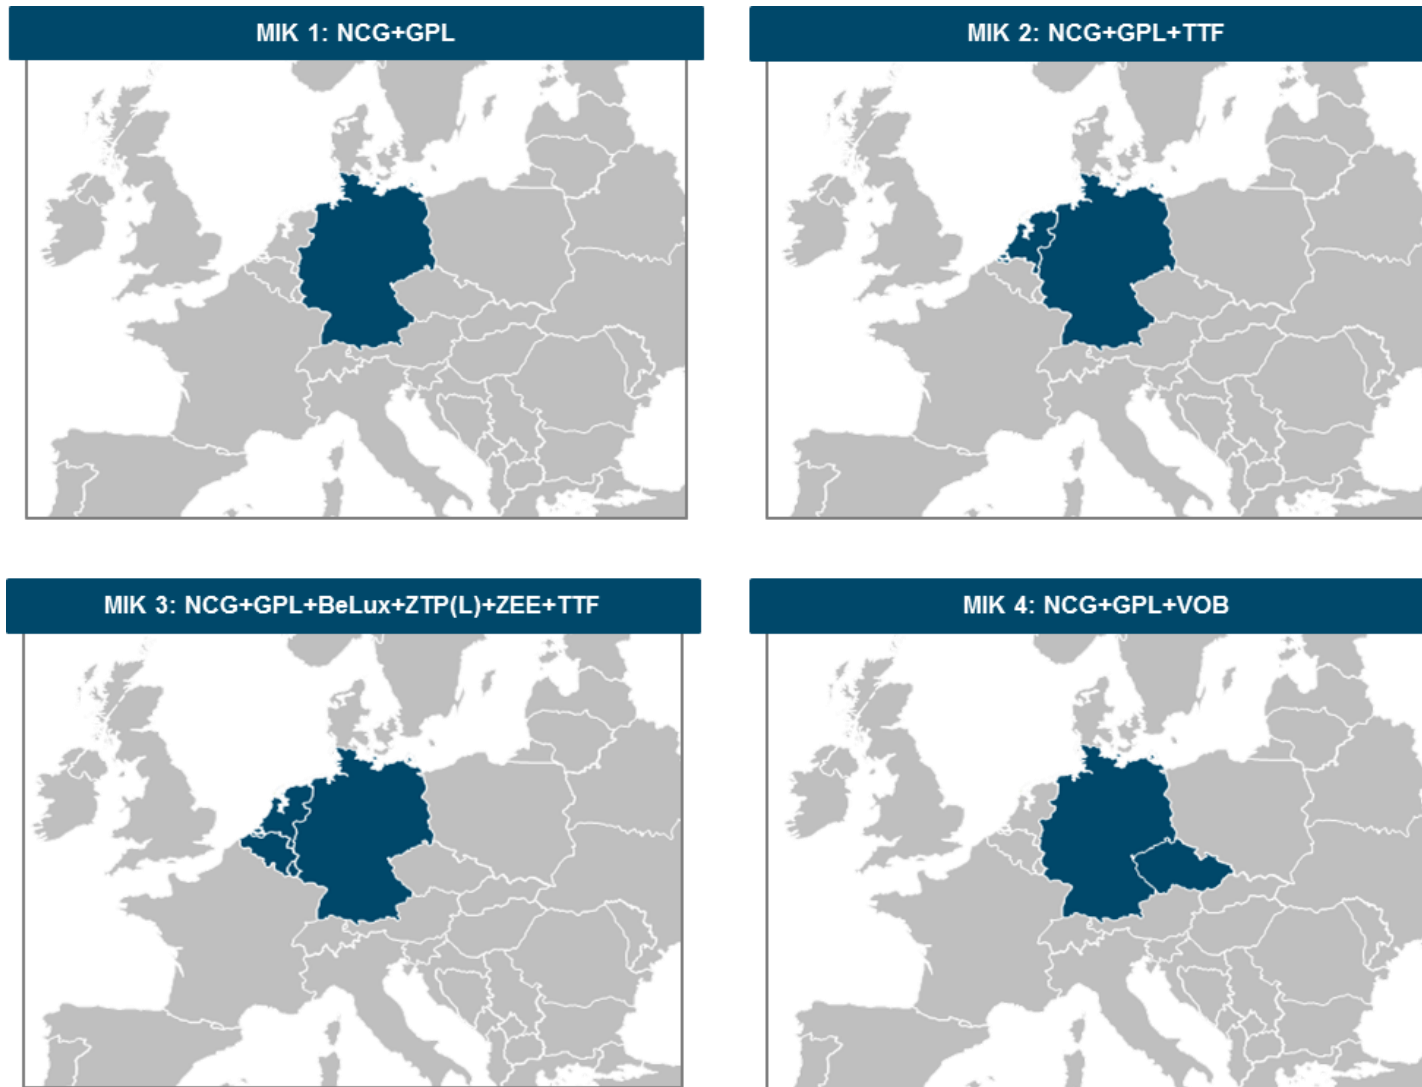 MIK 1: NCG+GPL
MIK 2: NCG+GPL+TTF
MIK 3: NCG+GPL+BeLux+ZTP(L)+ZEE+TTF
MIK 4: NCG+GPL+VOB